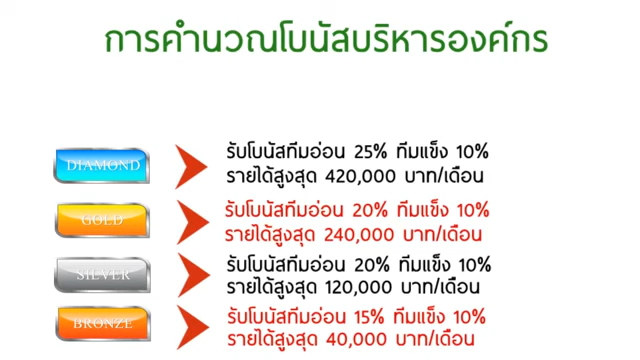 การคำนวณโบนัสบริหารองค์กร
DIAMOND
รับโบนัสทีมอ่อน 25% ทีมแข็ง 10%
รายได้สูงสุด 420,000 บาท/เดือน
GOLD
รับโบนัสทีมอ่อน 20% ทีมแข็ง 10%
รายได้สูงสุด 240,000 บาท/เดือน
SIEVER
รับโบนัสทีมอ่อน 20% ทีมแข็ง 10%
รายได้สูงสุด 120,000 บาท/เดือน
BRONZE
รับโบนัสทีมอ่อน 15% ทีมแข็ง 10%
รายได้สูงสุด 40,000 บาท/เดือน